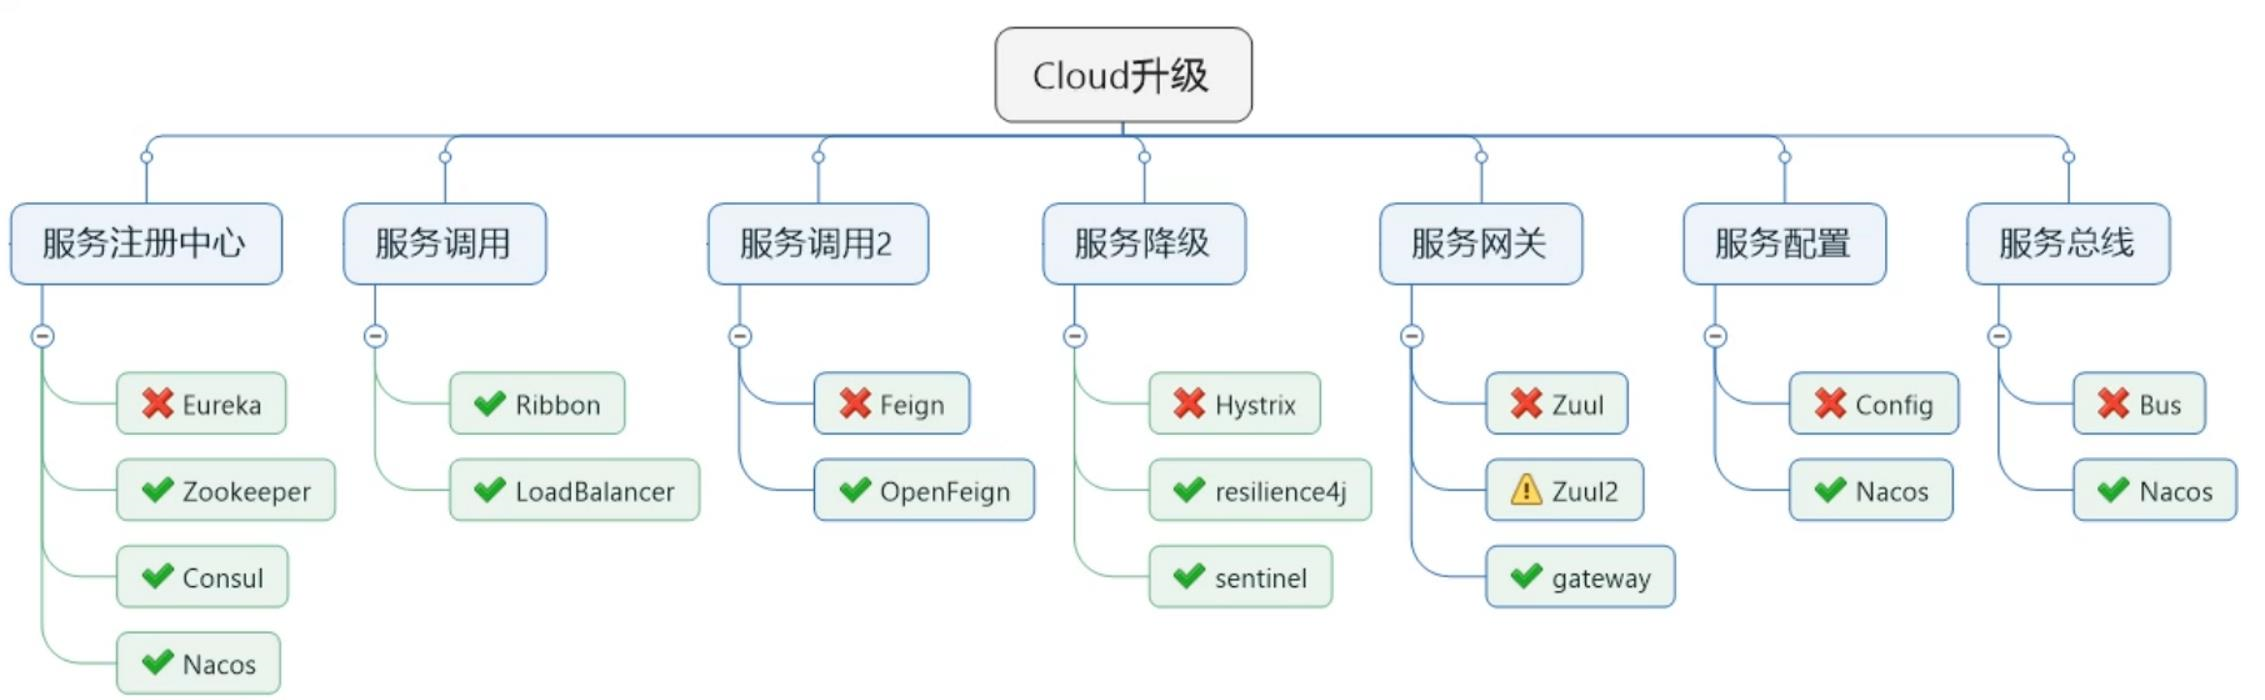 Cloud升级
服务注册中心
Eureka
Zookeeper
Consul
Nacos
服务调用
Ribbon
LoadBalancer
服务调用2
Feign
OpenFeign
服务降级
Hystrix
resilience4j
sentinel
服务网关
Zuul
Zuul2
gateway
服务配置
Config
Nacos
服务总线
Bus
Nacos